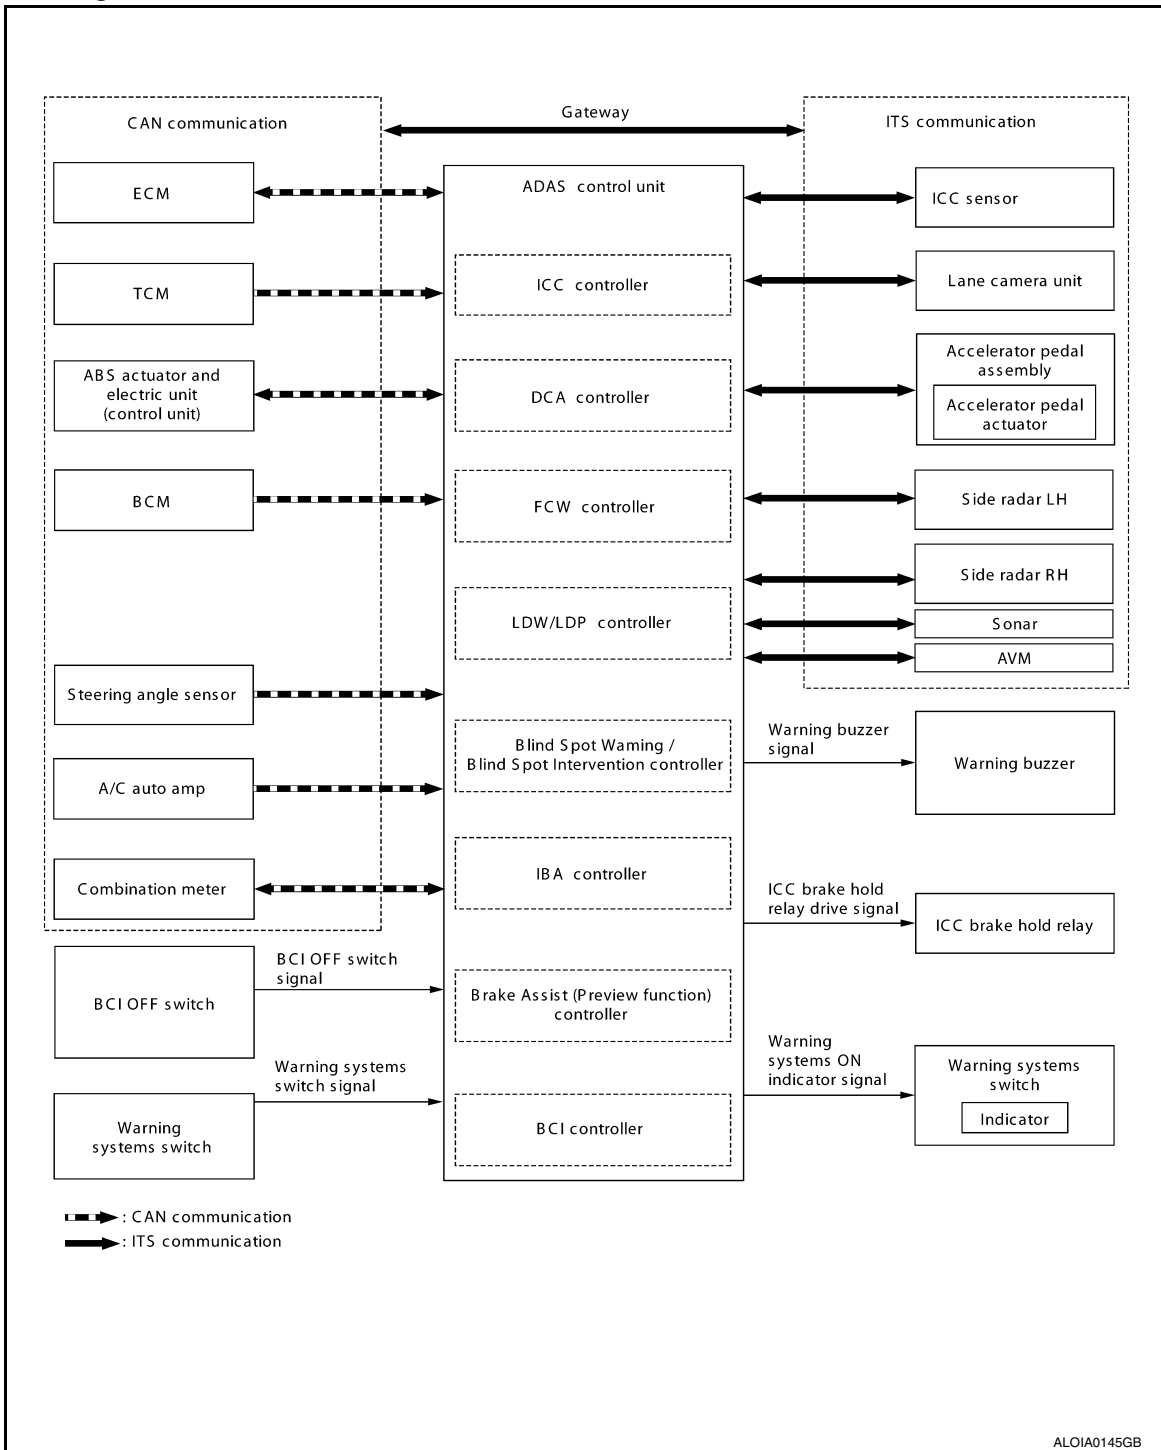 CAN communication
Gateway
ITS communication
ECM
ADAS control unit
ICC sensor
TCM
ICC controller
Lane camera unit
ABS actuator and
electric unit
(control unit)
DCA controller
Accelerator pedal
assembly
Accelerator pedal
actuator
BCM
FCW controller
Side radar LH
Side radar RH
LDW/LDP controller
Sonar
AVM
Steering angle sensor
Blind Spot Waming /
Blind Spot Intervention controller
Warning buzzer
signal
Warning buzzer
A/C auto amp
Combination meter
IBA controller
ICC brake hold
relay drive signal
ICC brake hold relay
BCI OFF switch
BCI OFF switch
signal
Brake Assist (Preview function)
controller
Warning systems
switch signal
Warning
systems switch
BCI controller
Warning
systems ON
indicator signal
Warning systems
switch
Indicator
: CAN communication
: ITS communication
ALOIA0145GB